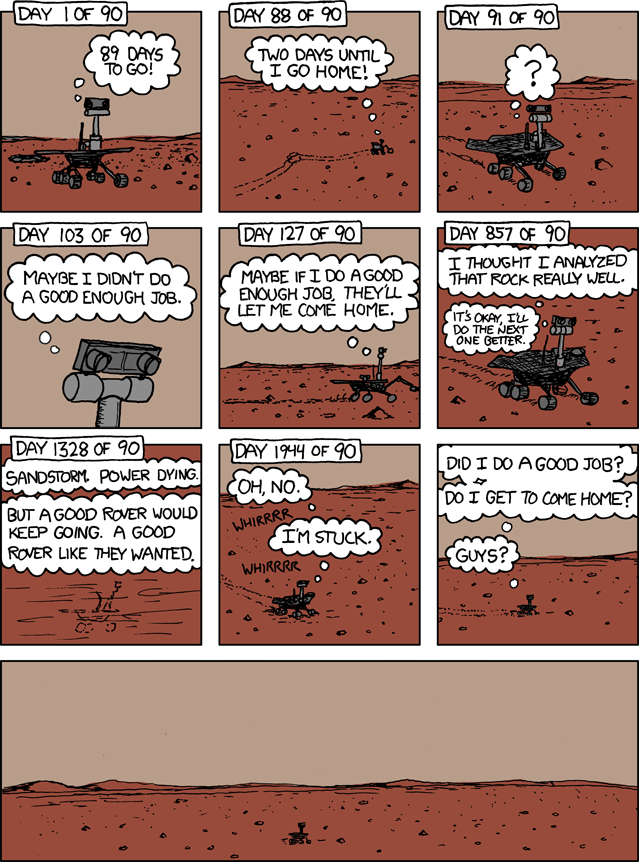 DAY 1 OF 90
89 DAYS
TO GO!
DAY 88 OF 90
TWO DAYS UNTIL
I GO HOME!
DAY 91 OF 90
?
DAY 103 OF 90
MAYBE I DIDN'T DO
A GOOD ENOUGH JOB.
DAY 127 OF 90
MAYBE IF I DO A GOOD
ENOUGH JOB, THEY'LL
LET ME COME HOME.
DAY 857 OF 90
I THOUGHT I ANALYZED
THAT ROCK REALLY WELL.
IT'S OKAY, I'LL
DO THE NEXT
ONE BETTER.
DAY 1328 OF 90
SANDSTORM. POWER DYING.
BUT A GOOD ROVER WOULD
KEEP GOING. A GOOD
ROVER LIKE THEY WANTED.
DAY 1944 OF 90
OH, NO.
WHIRRRR
I'M STUCK.
WHIRRRR
DID I DO A GOOD JOB?
DO I GET TO COME HOME?
GUYS?